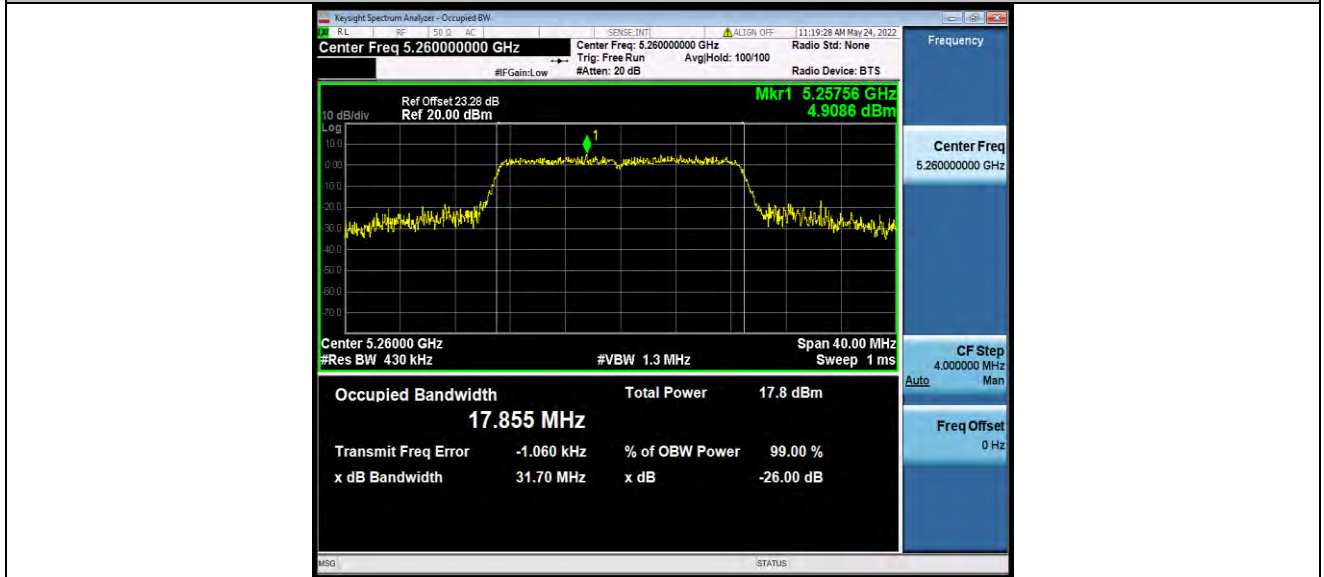 Keysight Spectrum Analyzer - Occupied BW
RL RF 50 Ω AC SENSE:INT ALIGN OFF 11:19:28 AM May 24, 2022
Center Freq 5.260000000 GHz
Center Freq: 5.260000000 GHz
Radio Std: None
Trig: Free Run Avg|Hold: 100/100
#IFGain:Low #Atten: 20 dB Radio Device: BTS
Mkr1 5.25756 GHz
4.9086 dBm
Ref Offset 23.28 dB
10 dB/div Ref 20.00 dBm
Log
10.0
0.00
-10.0
-20.0
-30.0
-40.0
-50.0
-60.0
-70.0
1
Center 5.26000 GHz Span 40.00 MHz
#Res BW 430 kHz #VBW 1.3 MHz Sweep 1 ms
Occupied Bandwidth Total Power 17.8 dBm
17.855 MHz
Transmit Freq Error -1.060 kHz % of OBW Power 99.00 %
x dB Bandwidth 31.70 MHz x dB -26.00 dB
Frequency
Center Freq
5.260000000 GHz
CF Step
4.000000 MHz
Auto Man
Freq Offset
0 Hz
MSG STATUS